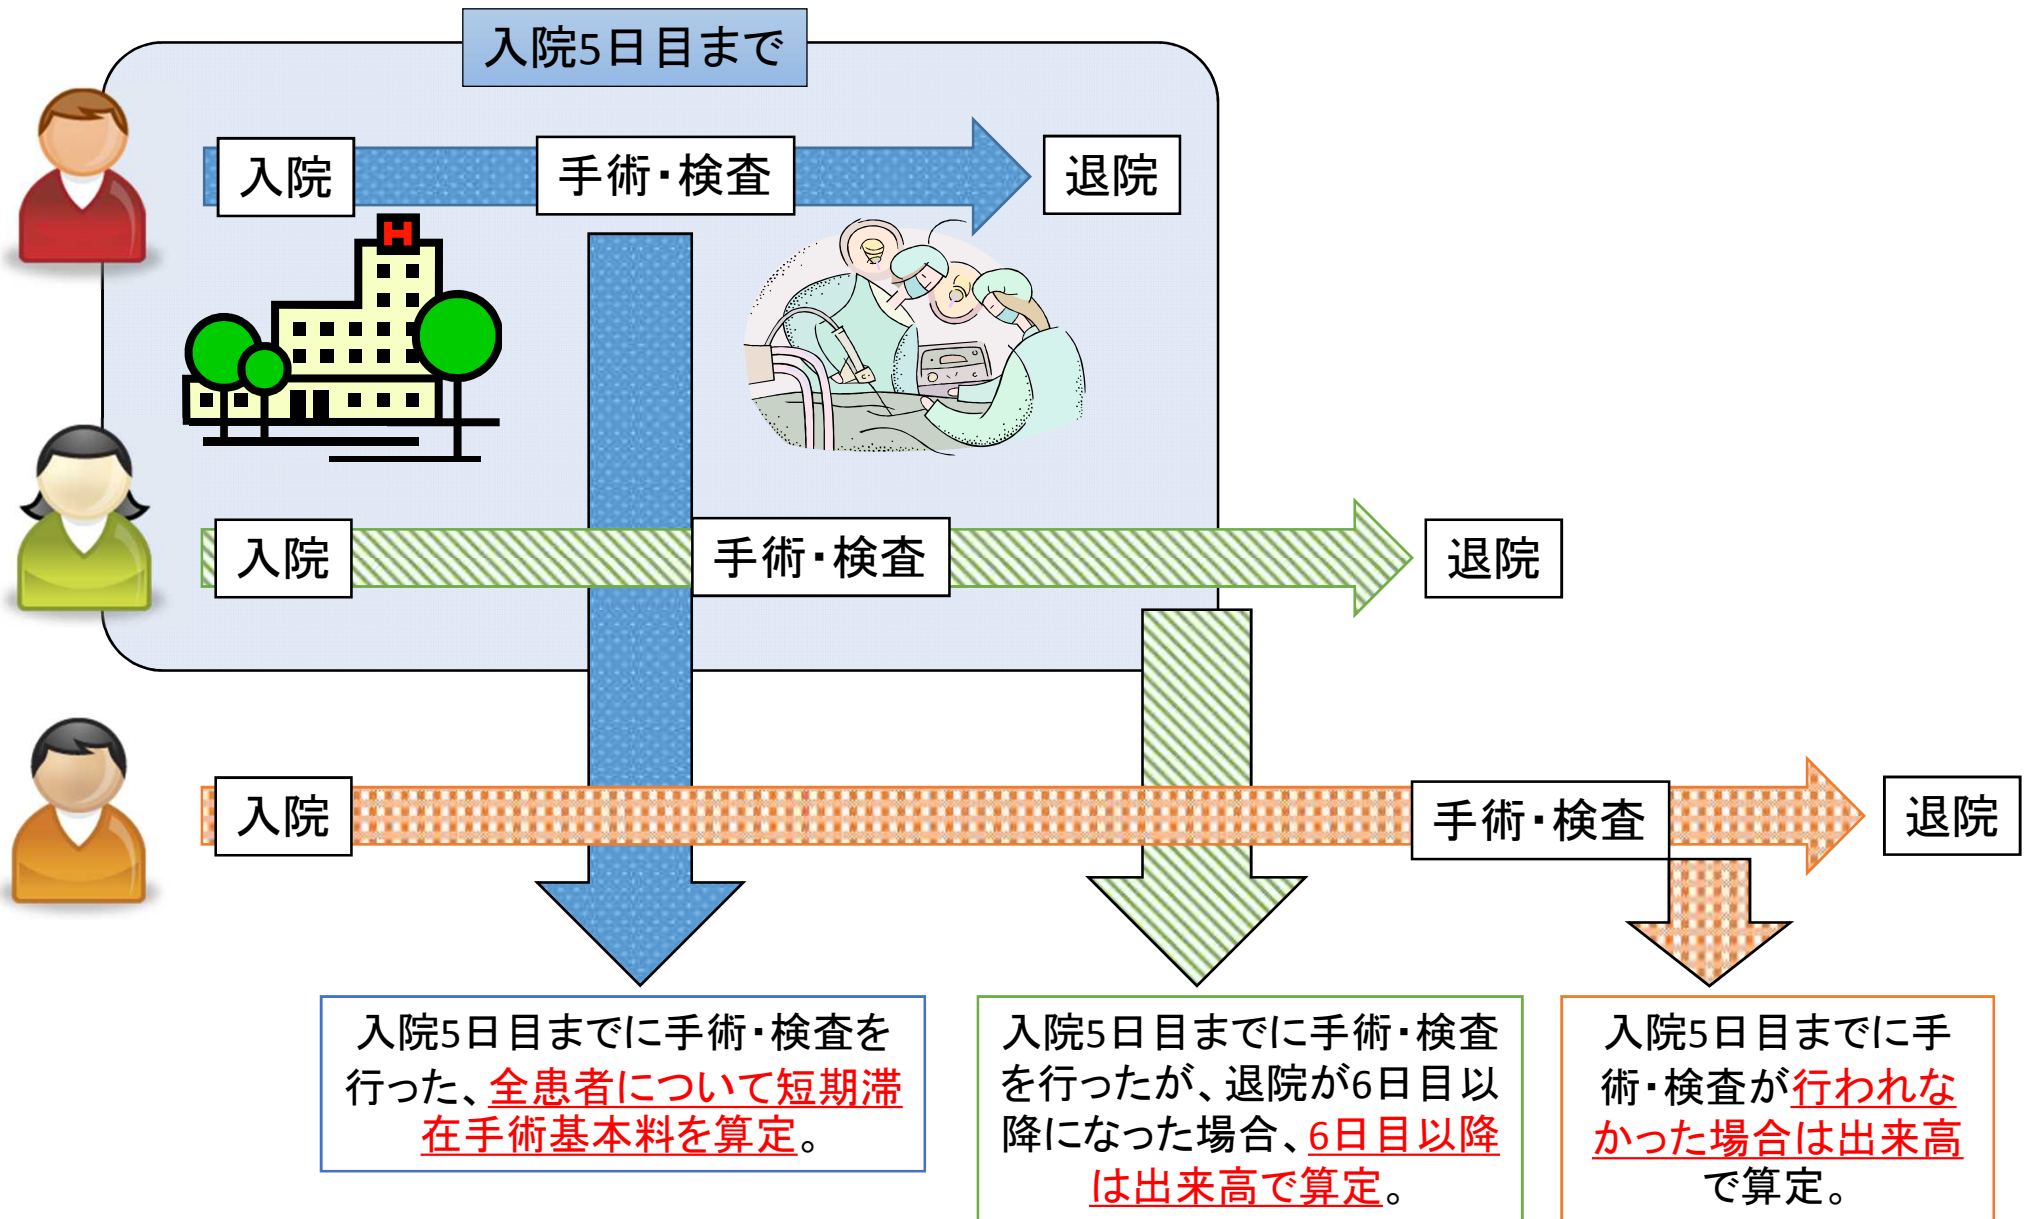 入院5日目まで
入院
手術・検査
退院
H
入院
手術・検査
退院
入院
手術・検査
退院
入院5日目までに手術・検査を
行った、全患者について短期滞
在手術基本料を算定。
入院5日目までに手術・検査
を行ったが、退院が6日目以
降になった場合、6日目以降
は出来高で算定。
入院5日目までに手
術・検査が行われな
かった場合は出来高
で算定。